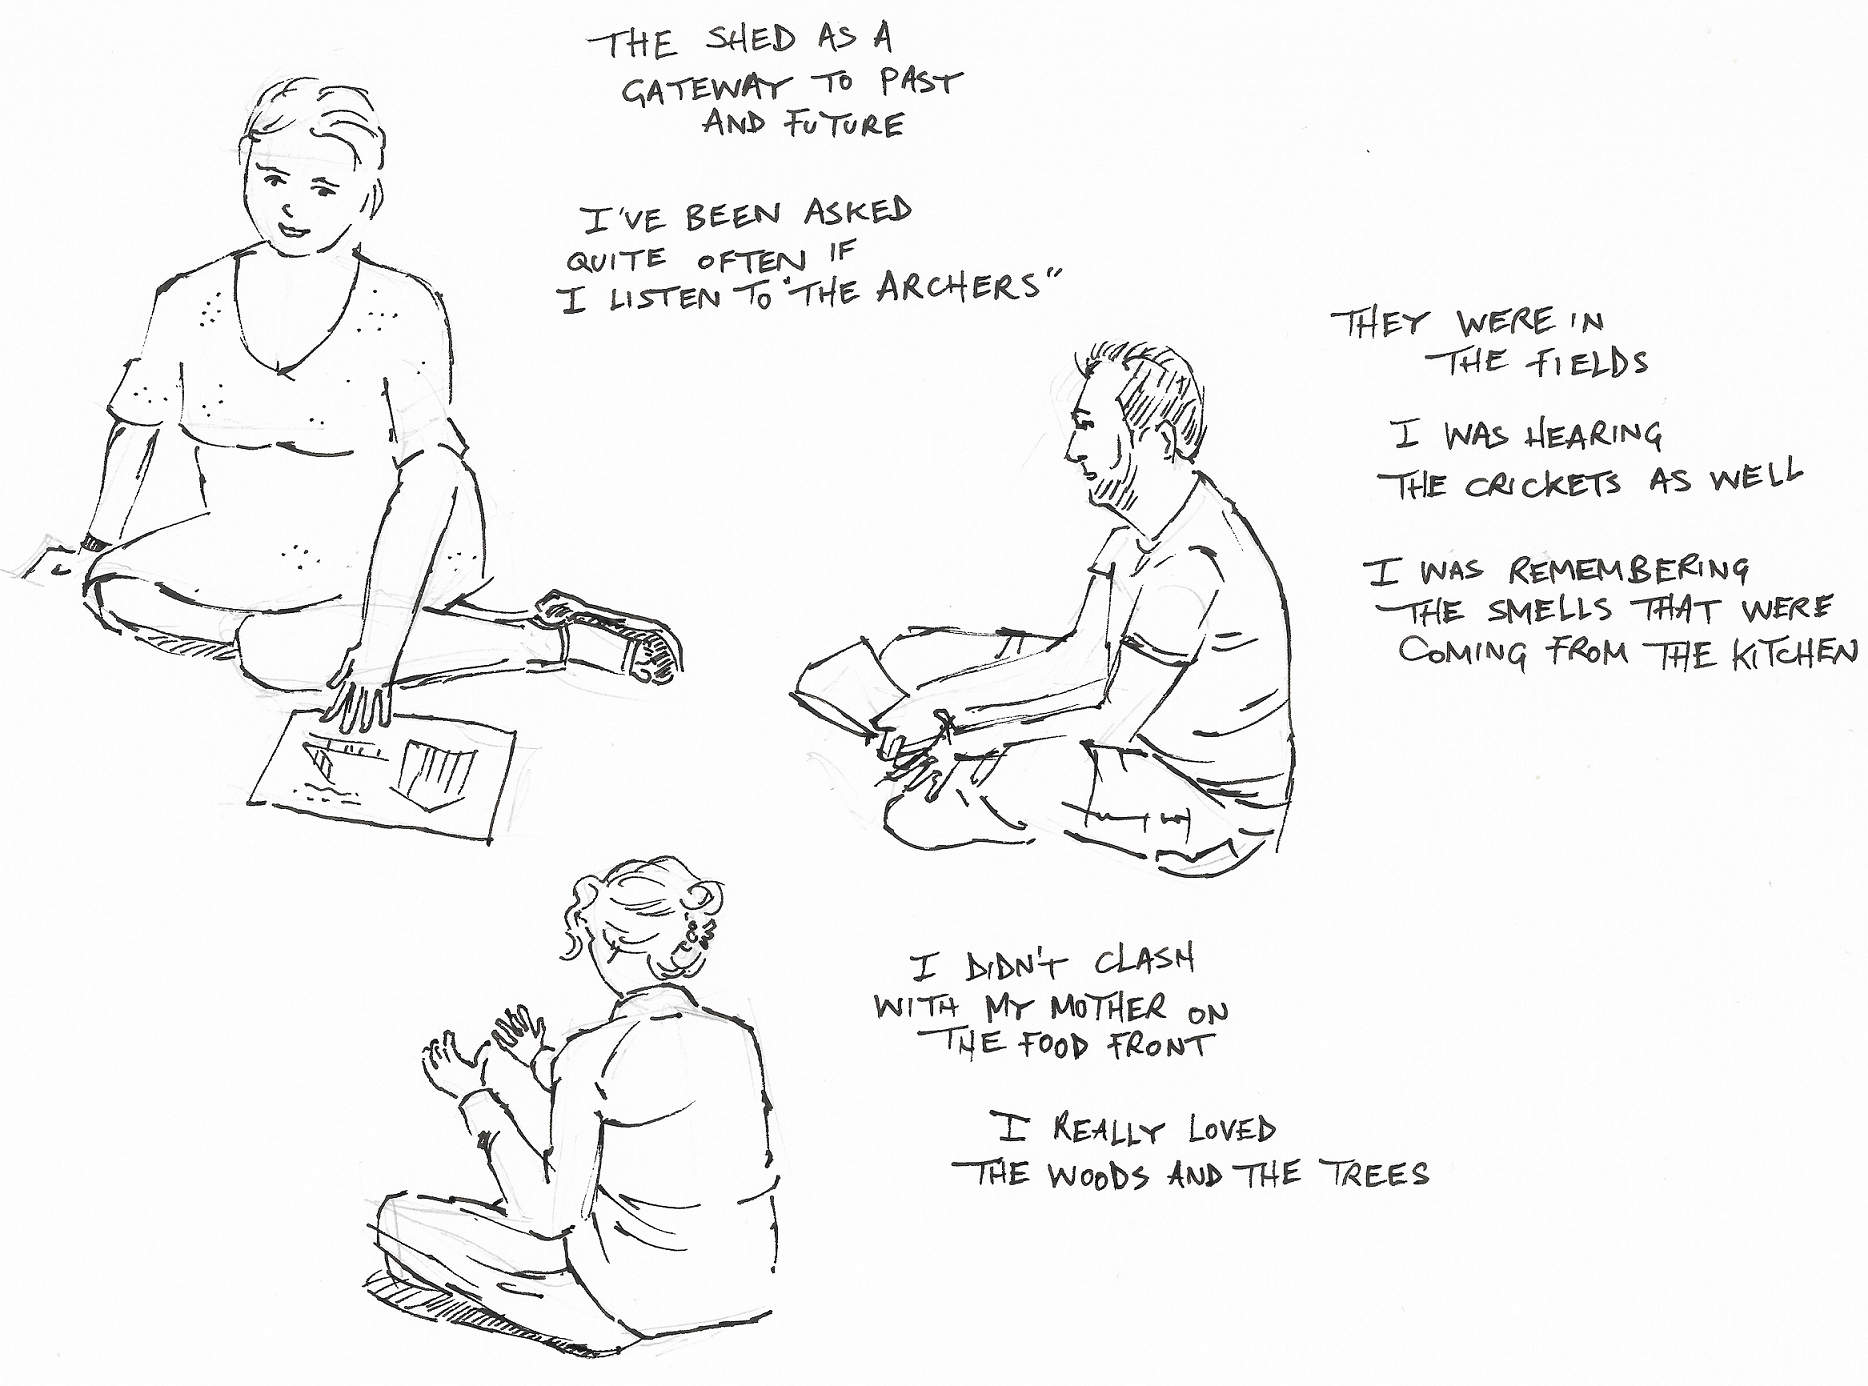 THE SHED AS A
GATEWAY TO PAST
AND FUTURE
I'VE BEEN ASKED
QUITE OFTEN IF
I LISTEN TO "THE ARCHERS"
THEY WERE IN
THE FIELDS
I WAS HEARING
THE CRICKETS AS WELL
I WAS REMEMBERING
THE SMELLS THAT WERE
COMING FROM THE KITCHEN
I DIDN'T CLASH
WITH MY MOTHER ON
THE FOOD FRONT
I REALLY LOVED
THE WOODS AND THE TREES